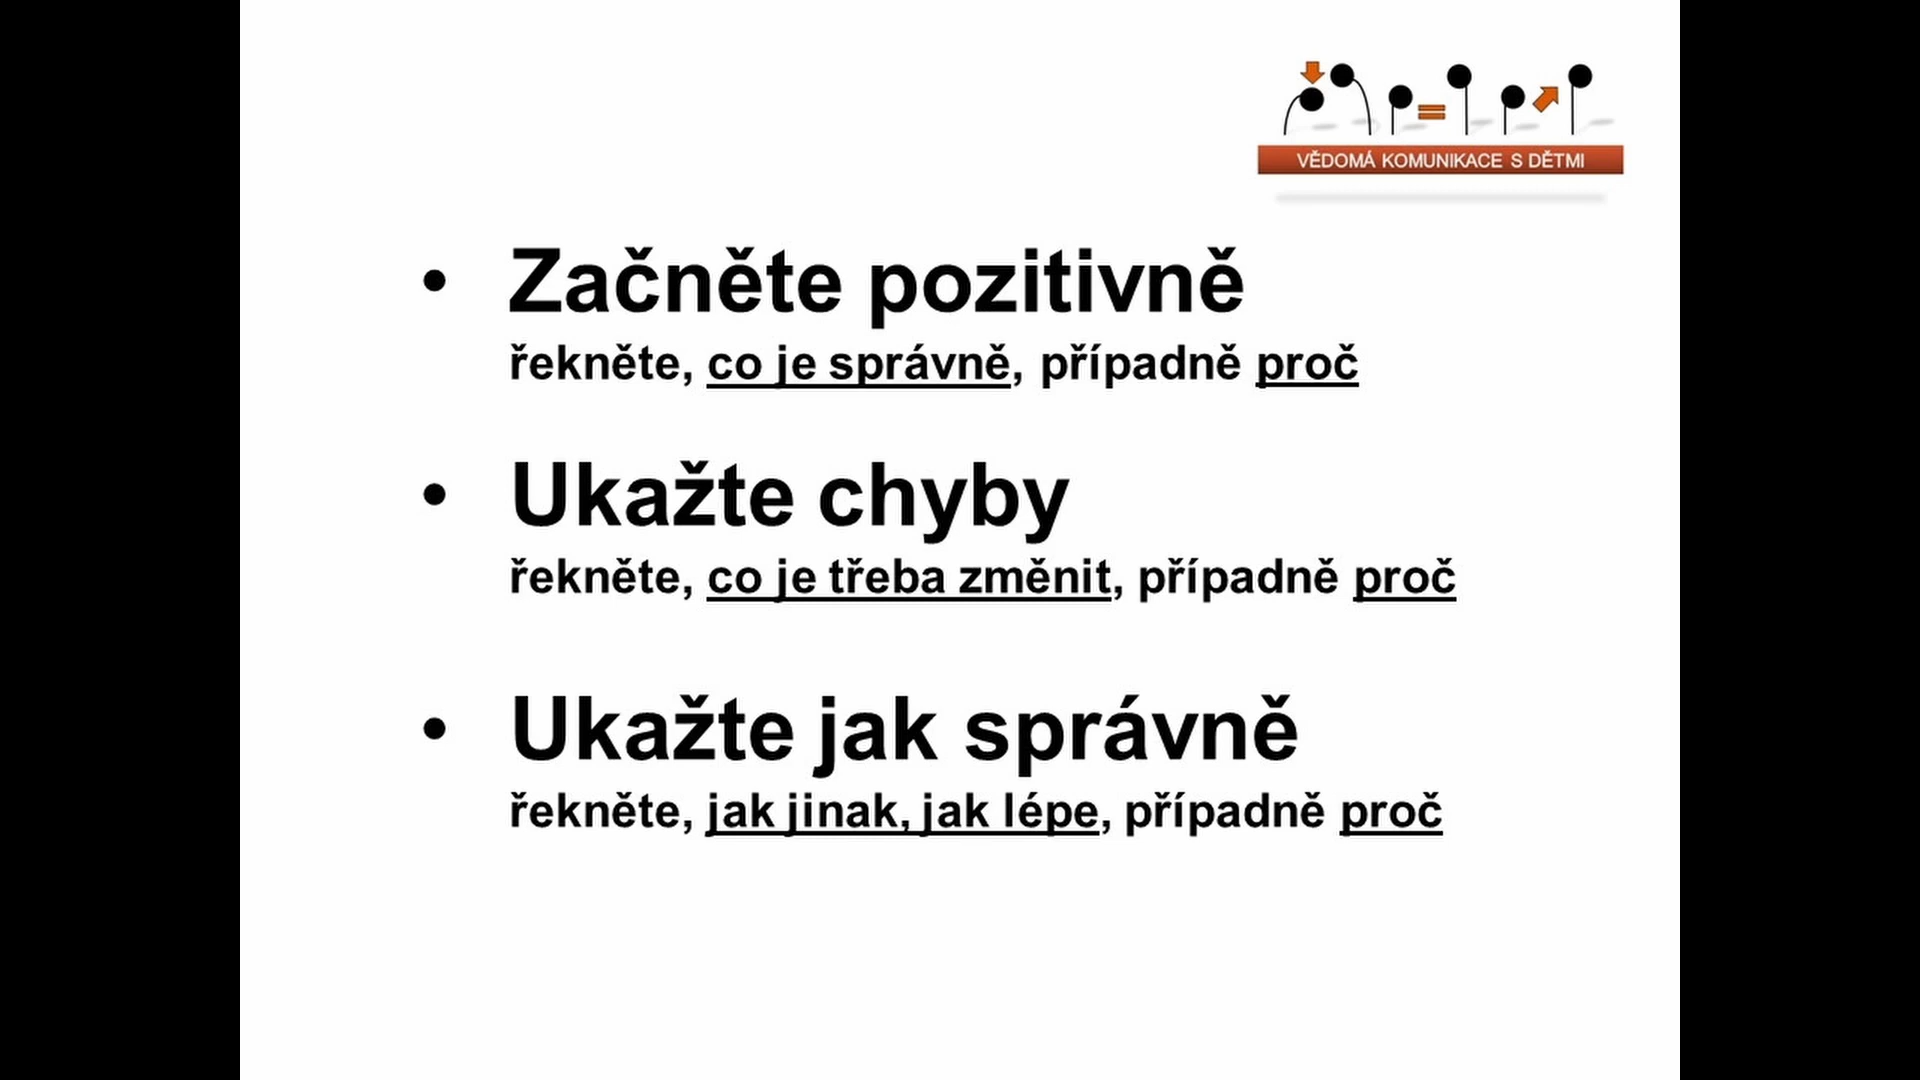 VĚDOMÁ KOMUNIKACE S DĚTMI
• Začněte pozitivně
řekněte, co je správně, případně proč
• Ukažte chyby
řekněte, co je třeba změnit, případně proč
• Ukažte jak správně
řekněte, jak jinak, jak lépe, případně proč